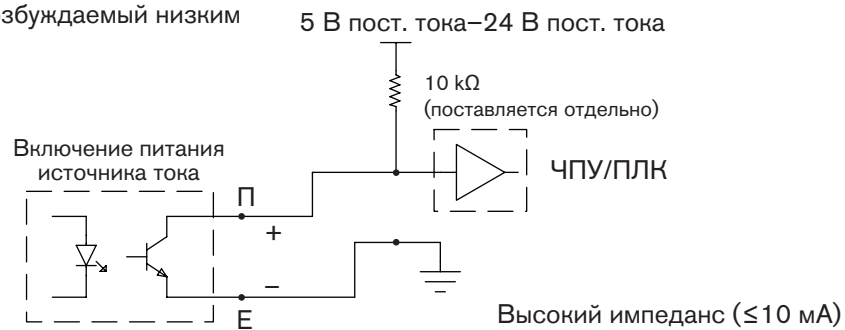 збуждаемый низким
5 В пост. тока–24 В пост. тока
10 kΩ
(поставляется отдельно)
Включение питания
источника тока
ЧПУ/ПЛК
П
+
–
Е
Высокий импеданс (≤10 мА)